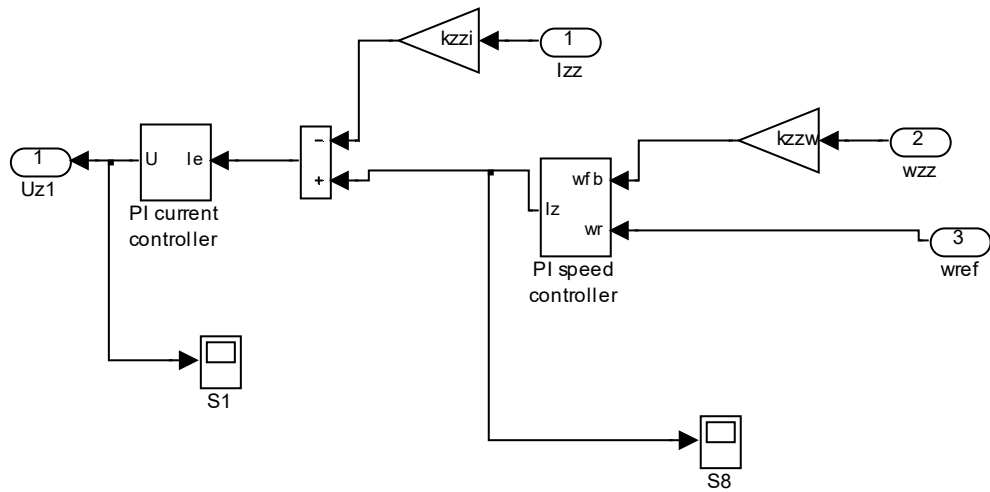 kzzi
1
Izz
kzzw
2
wzz
1
Uz1
U
Ie
PI current
controller
−
+
wfb
Iz
wr
PI speed
controller
3
wref
S1
S8